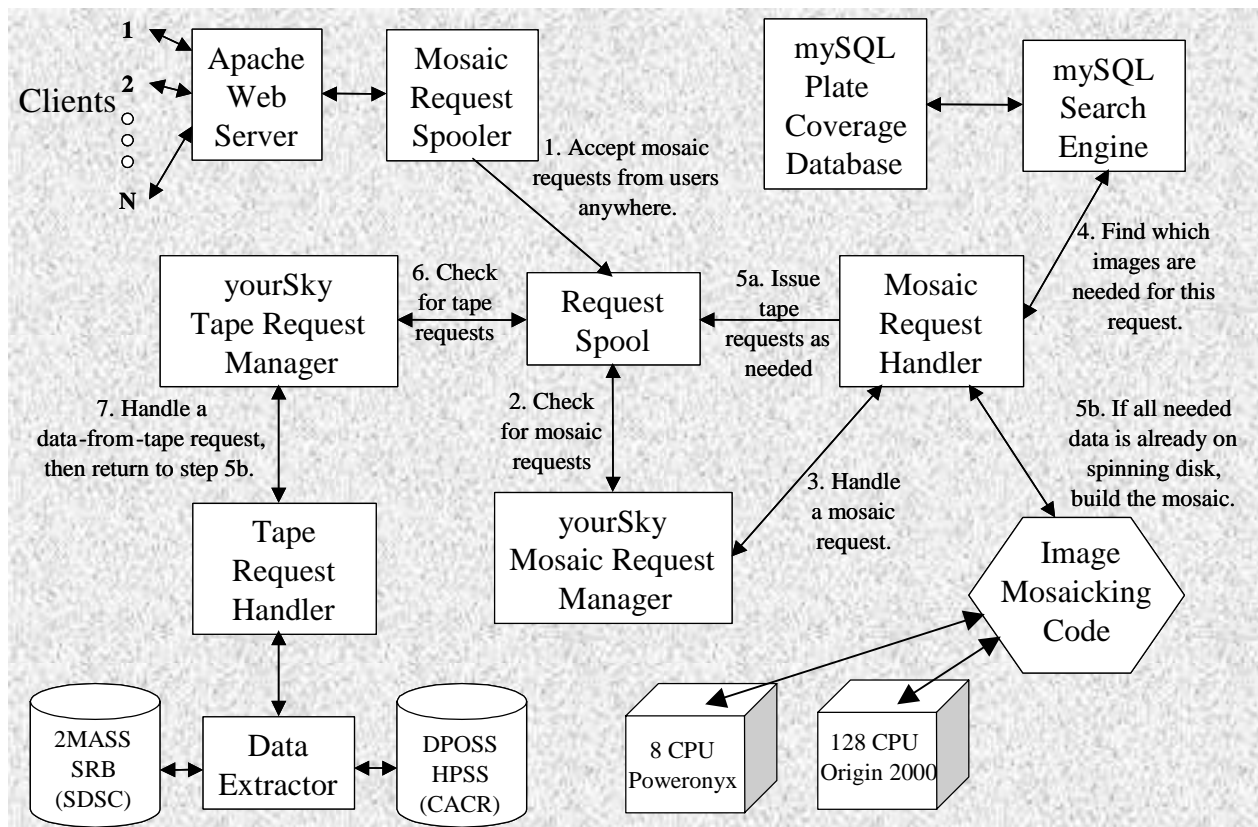 1
2
Clients
N
Apache
Web
Server
Mosaic
Request
Spooler
mySQL
Plate
Coverage
Database
mySQL
Search
Engine
1. Accept mosaic
requests from users
anywhere.
4. Find which
images are
needed for this
request.
yourSky
Tape Request
Manager
6. Check
for tape
requests
Request
Spool
5a. Issue
tape
requests as
needed
Mosaic
Request
Handler
7. Handle a
data-from-tape request,
then return to step 5b.
2. Check
for mosaic
requests
5b. If all needed
data is already on
spinning disk,
build the mosaic.
3. Handle
a mosaic
request.
Tape
Request
Handler
yourSky
Mosaic Request
Manager
Image
Mosaicking
Code
2MASS
SRB
(SDSC)
Data
Extractor
DPOSS
HPSS
(CACR)
8 CPU
Poweronyx
128 CPU
Origin 2000